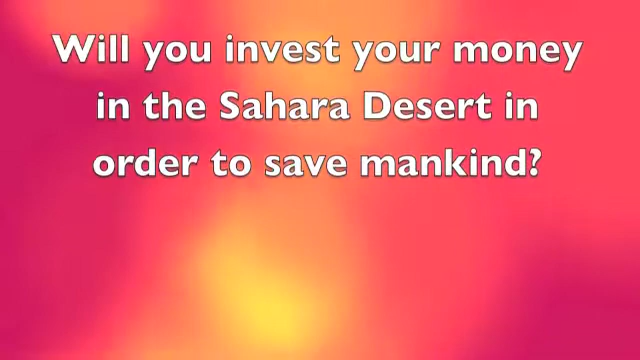 Will you invest your money
in the Sahara Desert in
order to save mankind?